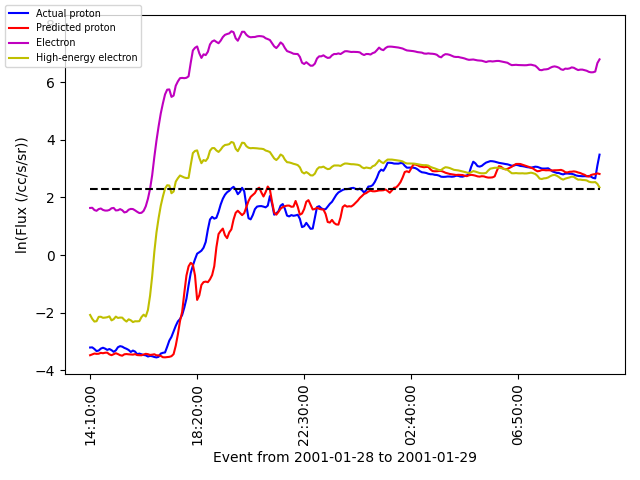 Actual proton
Predicted proton
Electron
High-energy electron
6
4
2
0
−2
−4
ln(Flux (/cc/s/sr))
14:10:00
18:20:00
22:30:00
02:40:00
06:50:00
Event from 2001-01-28 to 2001-01-29